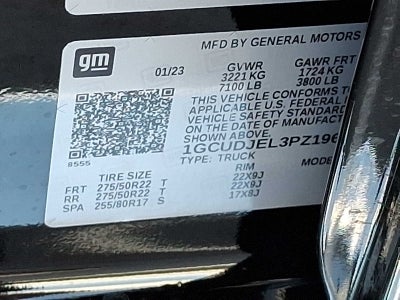 gm
MFD BY GENERAL MOTORS
01/23 GVWR GAWR FRT
3221 KG 1724 KG
7100 LB 3800 LB
THIS VEHICLE CONFORMS T
APPLICABLE U.S. FEDERAL
VEHICLE SAFETY STANDARDS
ON THE DATE OF MANUFACT
SHOWN ABOVE.
1GCUDJEL3PZ196
8555
TYPE: TRUCK MODE
TIRE SIZE RIM
FRT 275/50R22 T 22X9J
RR 275/50R22 T 22X9J
SPA 255/80R17 S 17X8J